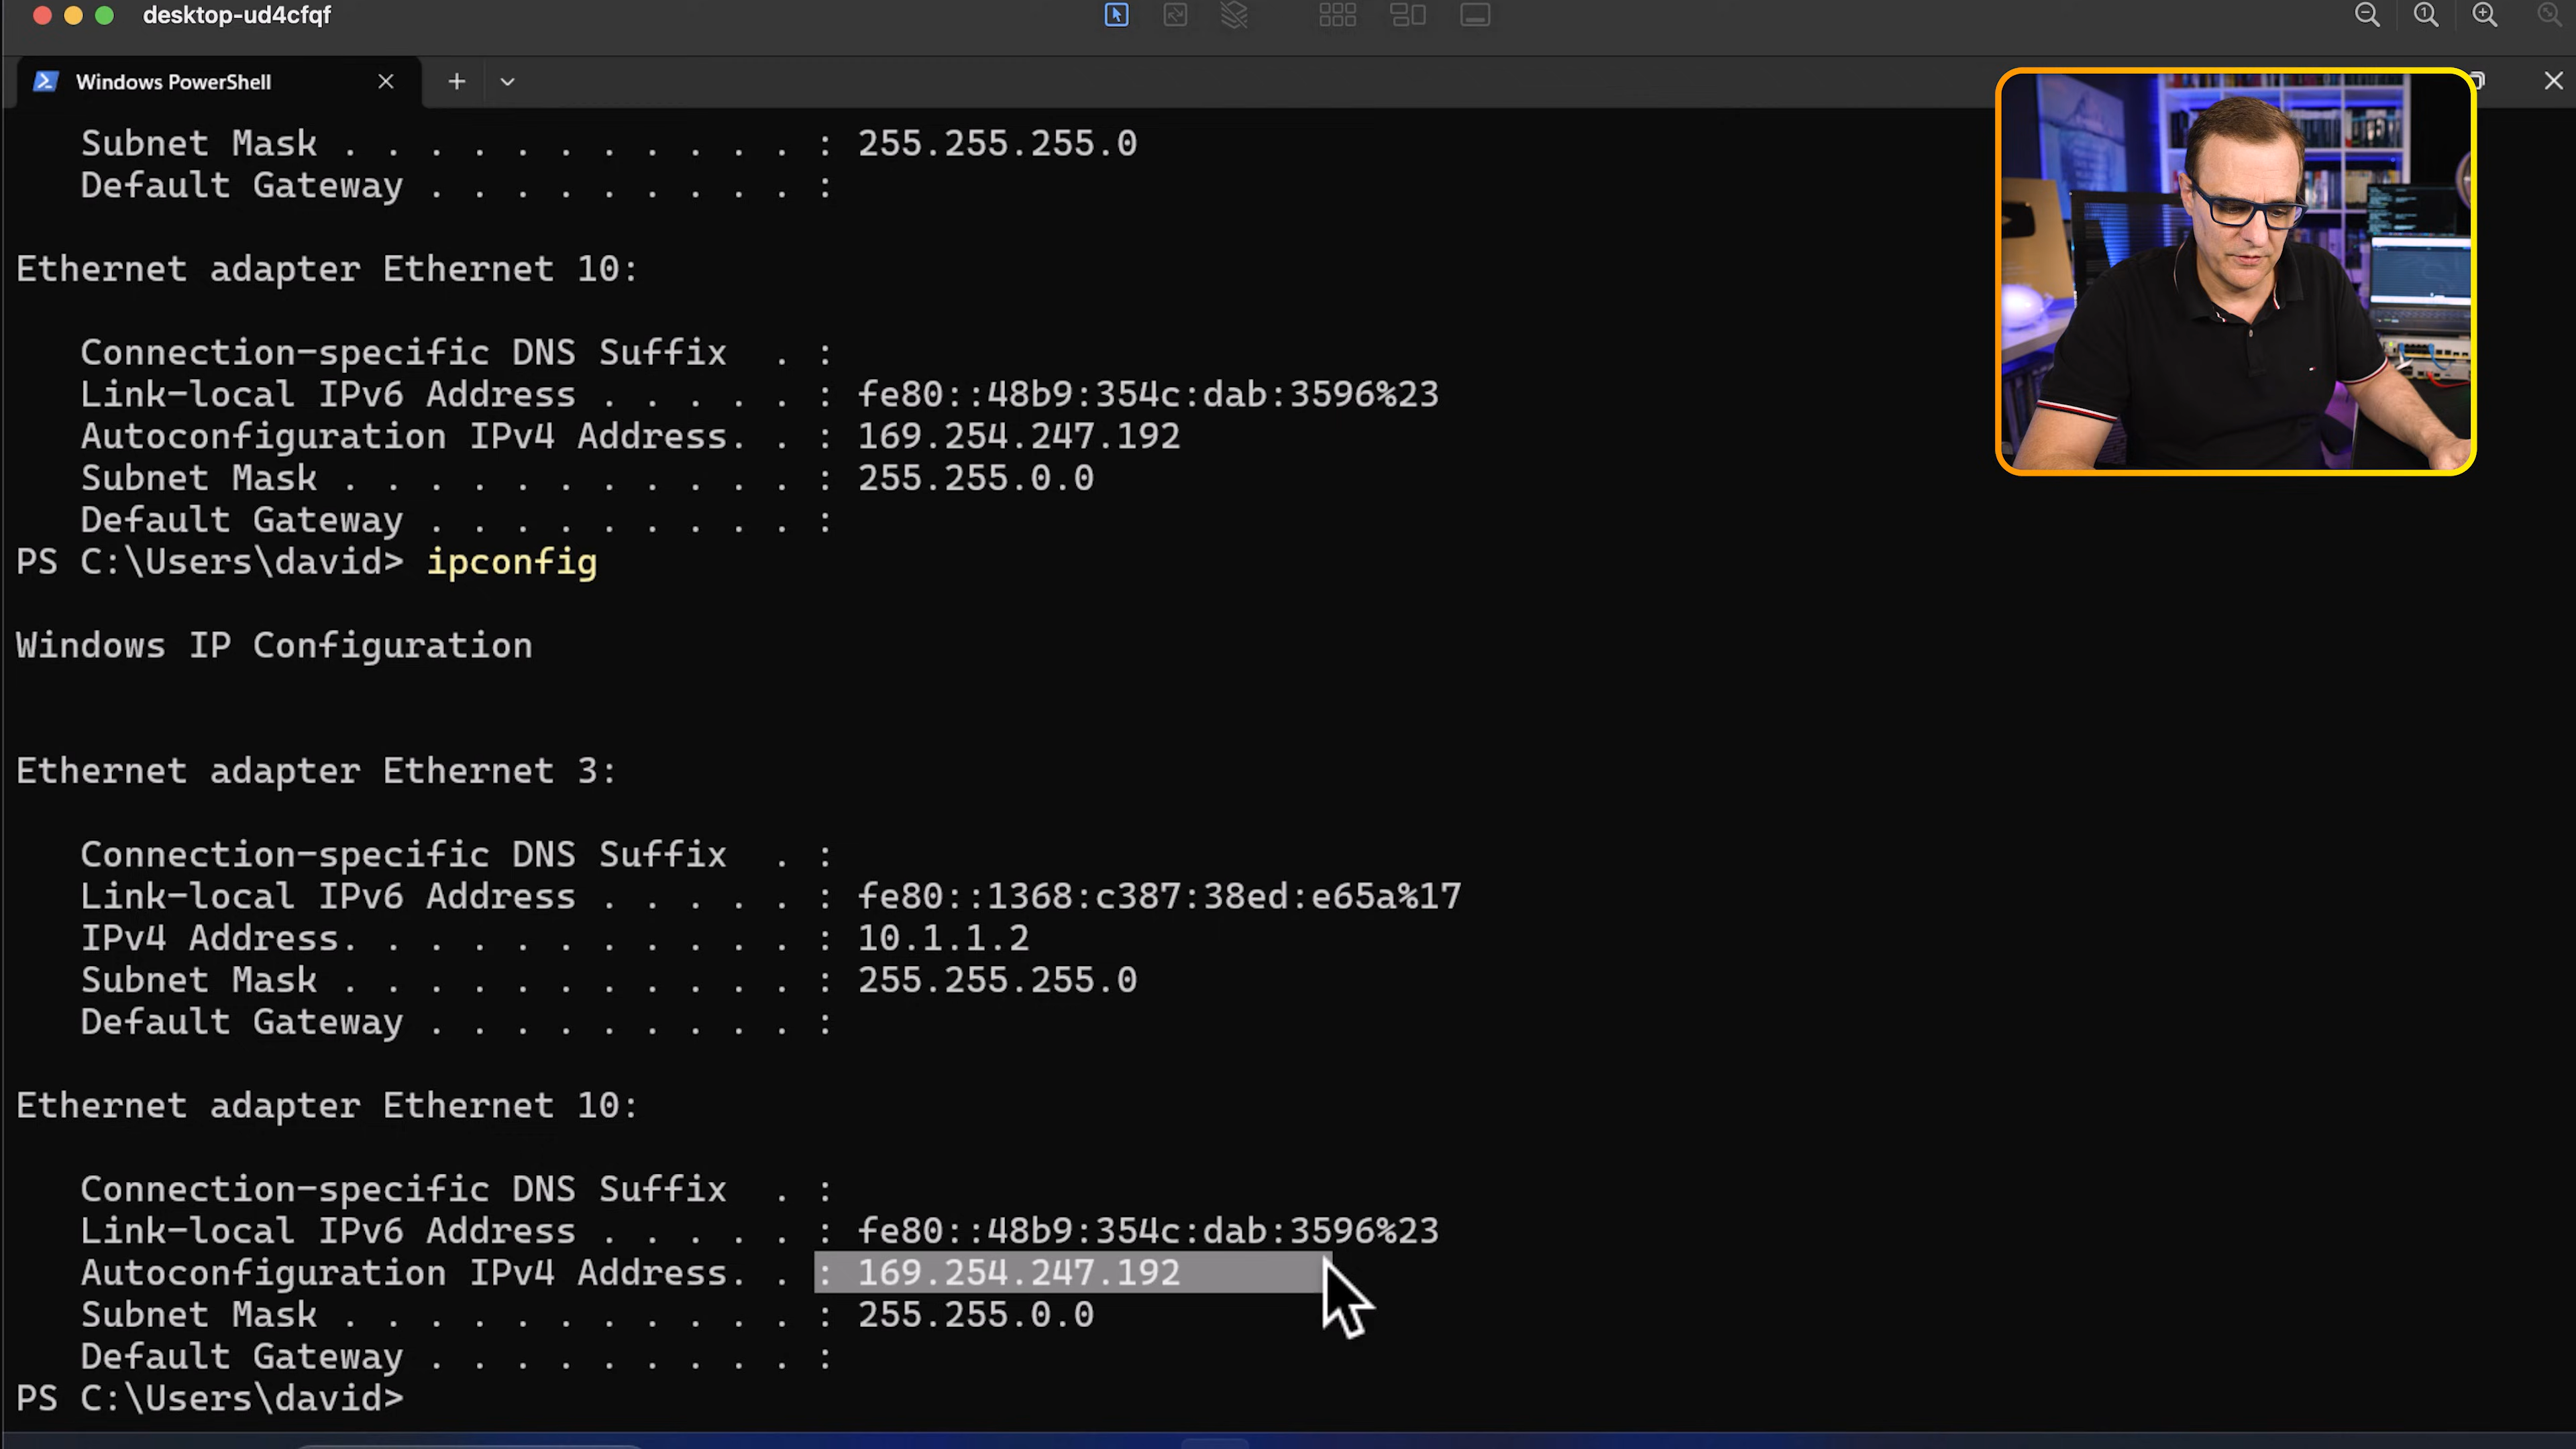 desktop-ud4cfqf
Windows PowerShell
Subnet Mask . . . . . . . . . . . : 255.255.255.0
Default Gateway . . . . . . . . . :
Ethernet adapter Ethernet 10:
Connection-specific DNS Suffix  . :
Link-local IPv6 Address . . . . . : fe80::48b9:354c:dab:3596%23
Autoconfiguration IPv4 Address. . : 169.254.247.192
Subnet Mask . . . . . . . . . . . : 255.255.0.0
Default Gateway . . . . . . . . . :
PS C:\Users\david> ipconfig
Windows IP Configuration
Ethernet adapter Ethernet 3:
Connection-specific DNS Suffix  . :
Link-local IPv6 Address . . . . . : fe80::1368:c387:38ed:e65a%17
IPv4 Address. . . . . . . . . . . : 10.1.1.2
Subnet Mask . . . . . . . . . . . : 255.255.255.0
Default Gateway . . . . . . . . . :
Ethernet adapter Ethernet 10:
Connection-specific DNS Suffix  . :
Link-local IPv6 Address . . . . . : fe80::48b9:354c:dab:3596%23
Autoconfiguration IPv4 Address. . : 169.254.247.192
Subnet Mask . . . . . . . . . . . : 255.255.0.0
Default Gateway . . . . . . . . . :
PS C:\Users\david>